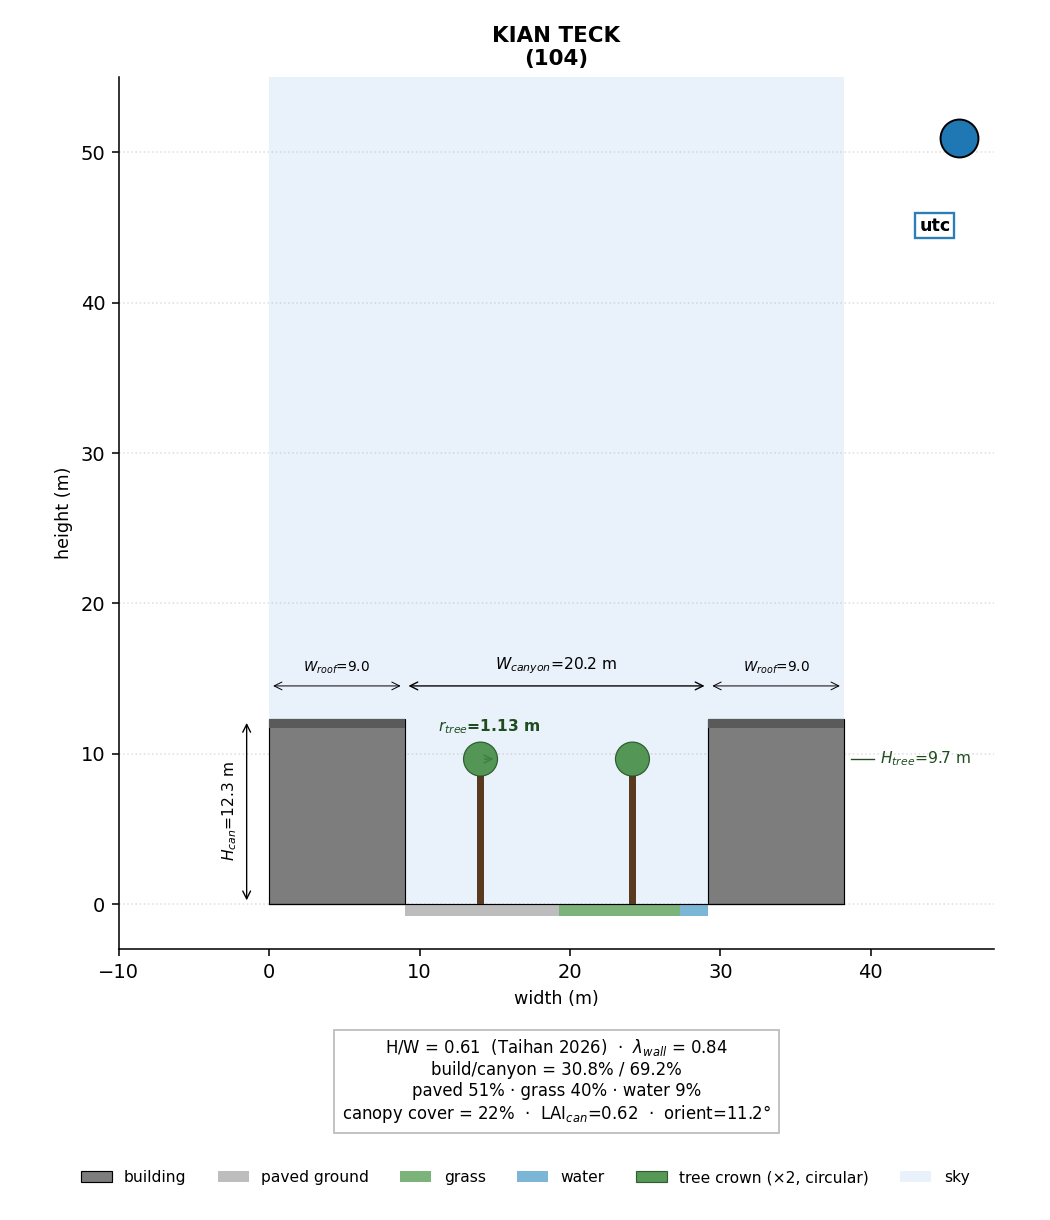 KIAN TECK
(104)
50
utc
40
30
height (m)
20
W_roof=9.0
W_canyon=20.2 m
W_roof=9.0
r_tree=1.13 m
10
H_tree=9.7 m
H_can=12.3 m
0
−10 0 10 20 30 40
width (m)
H/W = 0.61 (Taihan 2026) · λ_wall = 0.84
build/canyon = 30.8% / 69.2%
paved 51% · grass 40% · water 9%
canopy cover = 22% · LAI_can=0.62 · orient=11.2°
building paved ground grass water tree crown (×2, circular) sky